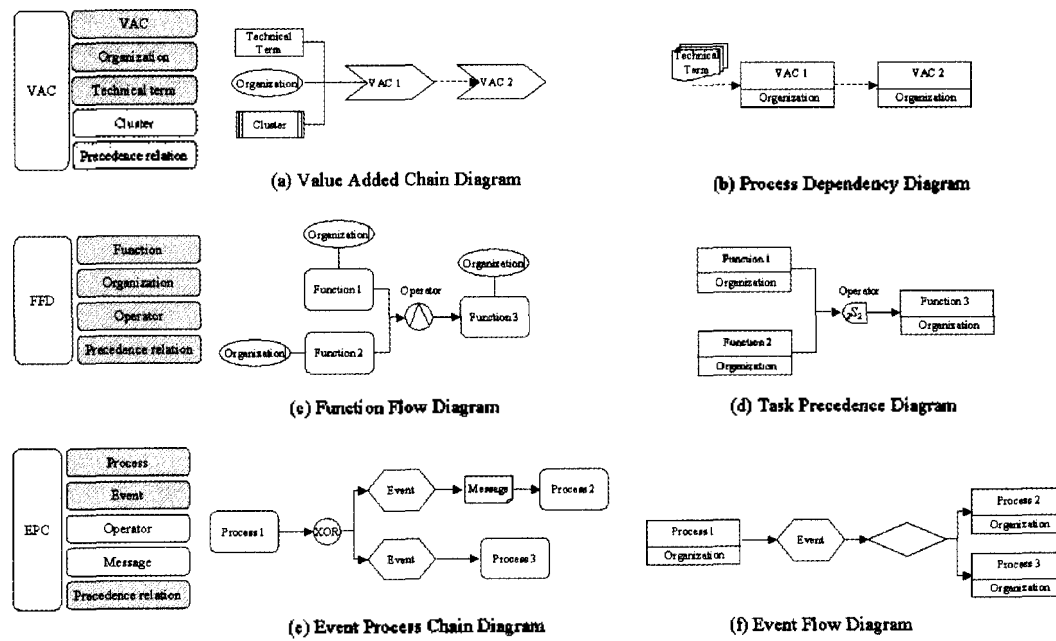 VAC
VAC
Organization
Technical term
Cluster
Precedence relation
Technical
Term
Organization
Cluster
VAC 1
VAC 2
(a) Value Added Chain Diagram
Technical
Term
VAC 1
Organization
VAC 2
Organization
(b) Process Dependency Diagram
FFD
Function
Organization
Operator
Precedence relation
Organization
Function 1
Organization
Function 2
Operator
Organization
Function 3
(c) Function Flow Diagram
Function 1
Organization
Function 2
Organization
Operator
Function 3
Organization
(d) Task Precedence Diagram
EPC
Process
Event
Operator
Message
Precedence relation
Process 1
XOR
Event
Message
Process 2
Event
Process 3
(e) Event Process Chain Diagram
Process 1
Organization
Event
Process 2
Organization
Process 3
Organization
(f) Event Flow Diagram